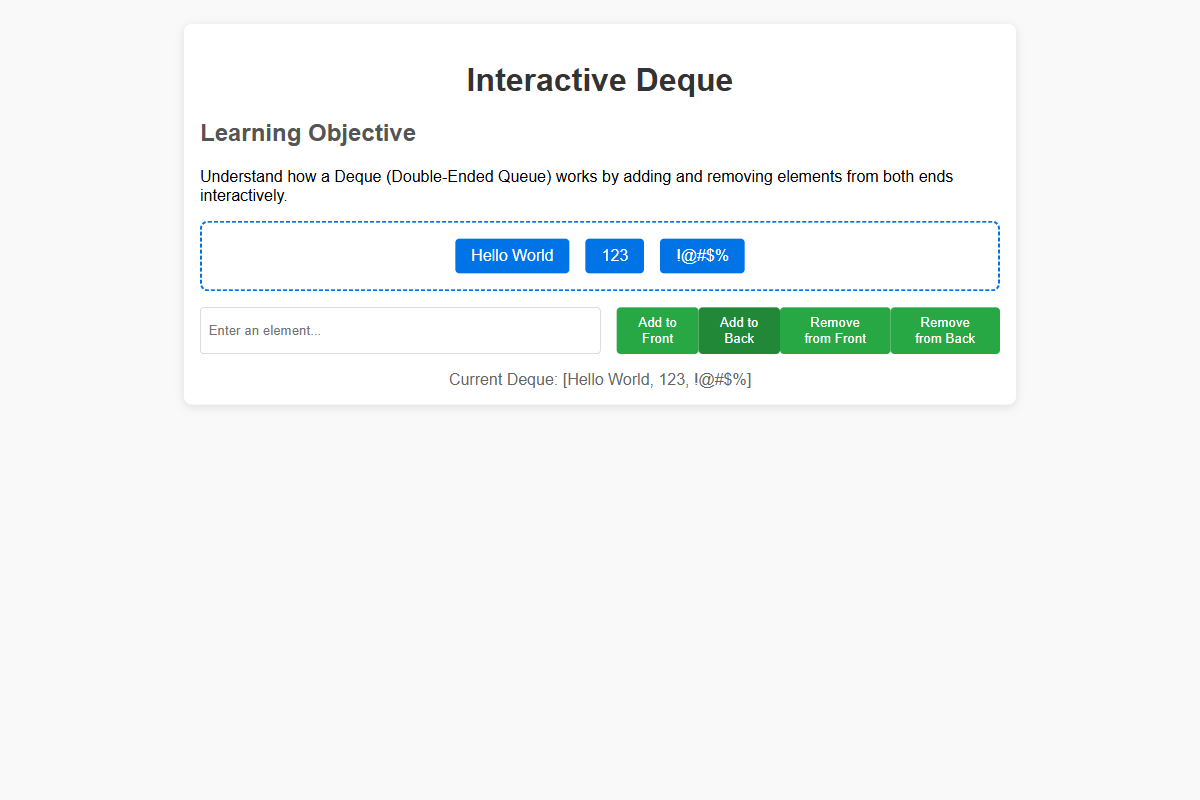 Interactive Deque
Learning Objective
Understand how a Deque (Double-Ended Queue) works by adding and removing elements from both ends
interactively.
Hello World
123
!@#$%
Enter an element...
Add to
Front
Add to
Back
Remove
from Front
Remove
from Back
Current Deque: [Hello World, 123, !@#$%]